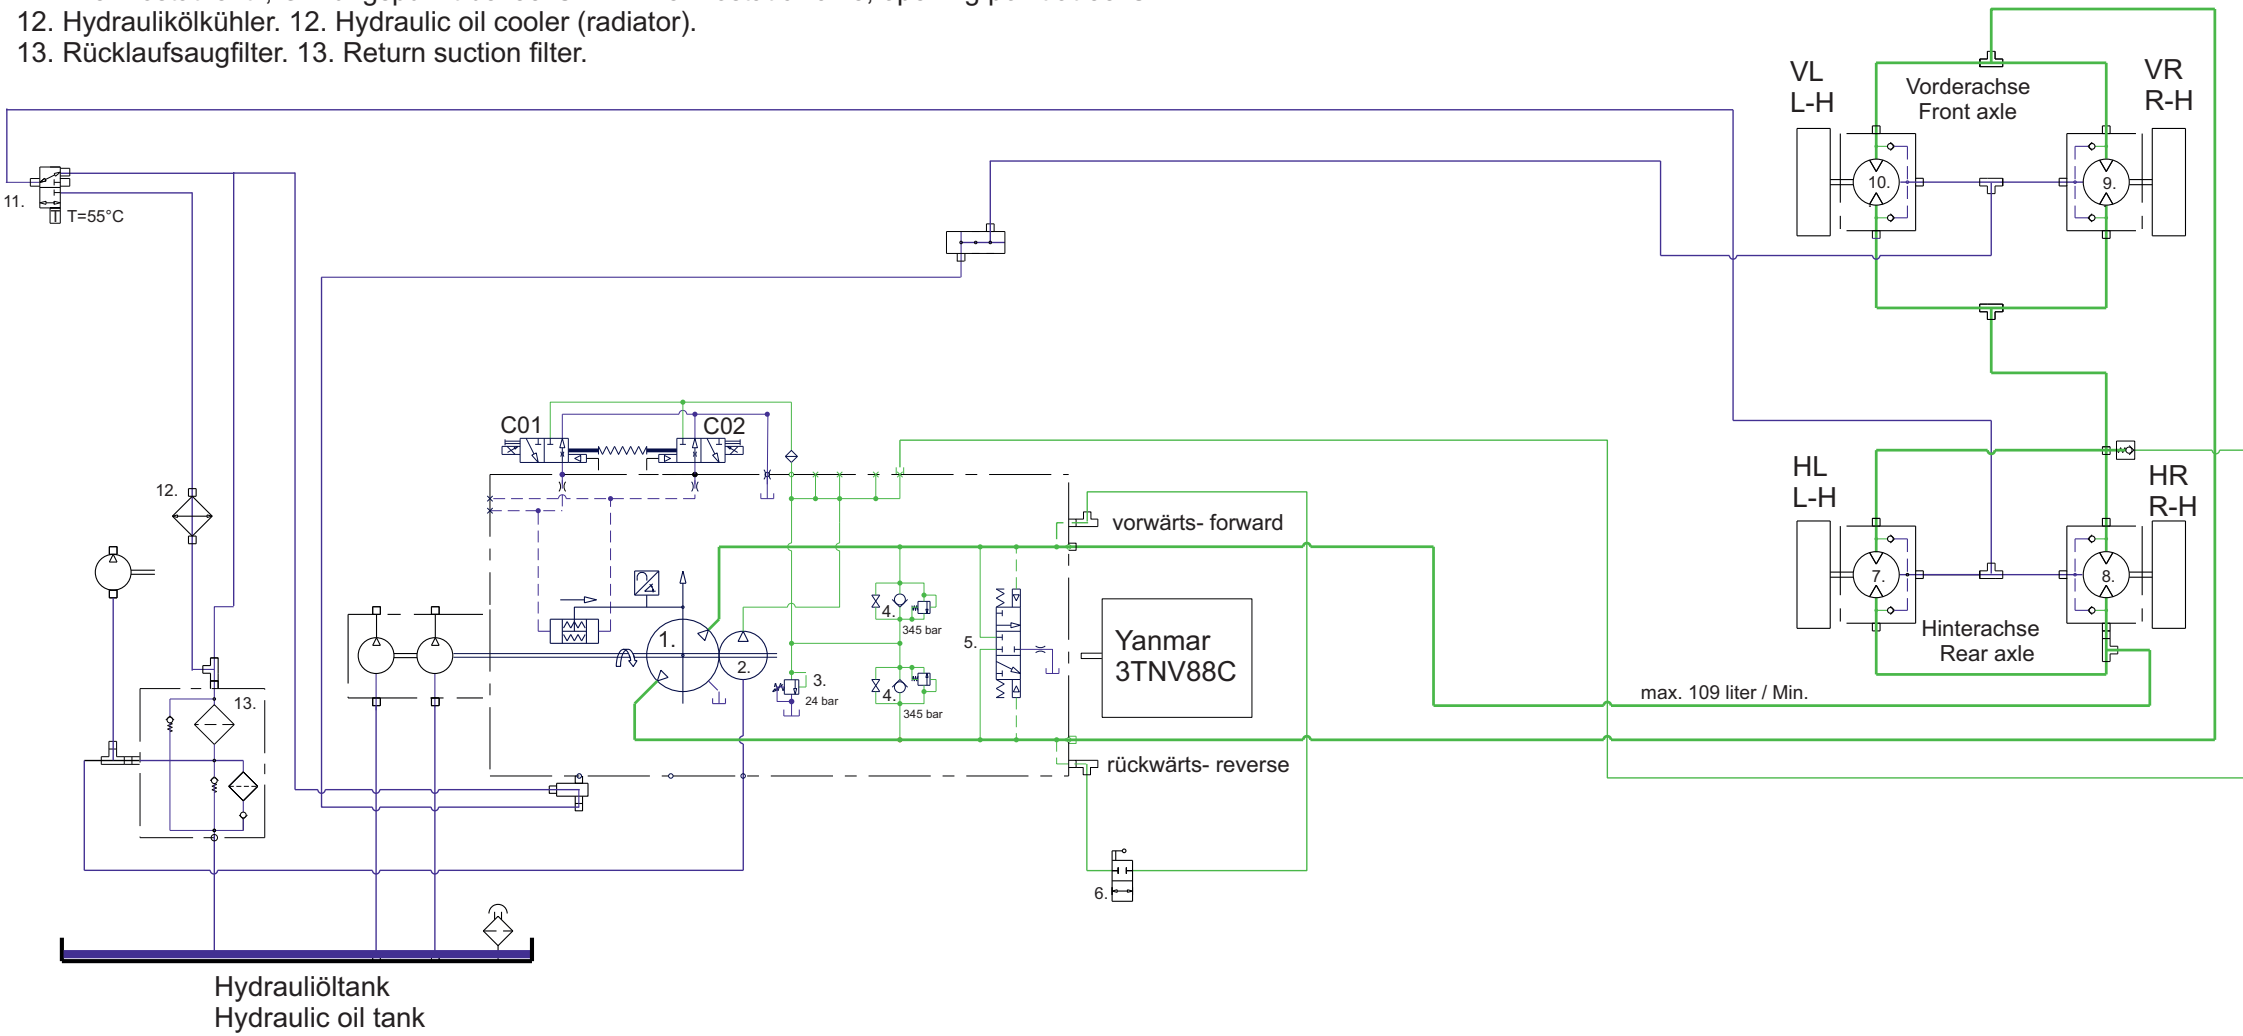 12. Hydraulikölkühler. 12. Hydraulic oil cooler (radiator).
13. Rücklaufsaugfilter. 13. Return suction filter.
VL
L-H
Vorderachse
Front axle
VR
R-H
10.
9.
11.
T=55°C
T
C01
C02
HL
L-H
HR
R-H
12.
vorwärts- forward
7.
8.
4.
345 bar
1.
2.
5.
Yanmar
3TNV88C
Hinterachse
Rear axle
3.
24 bar
4.
345 bar
max. 109 liter / Min.
13.
rückwärts- reverse
6.
Hydrauliöltank
Hydraulic oil tank